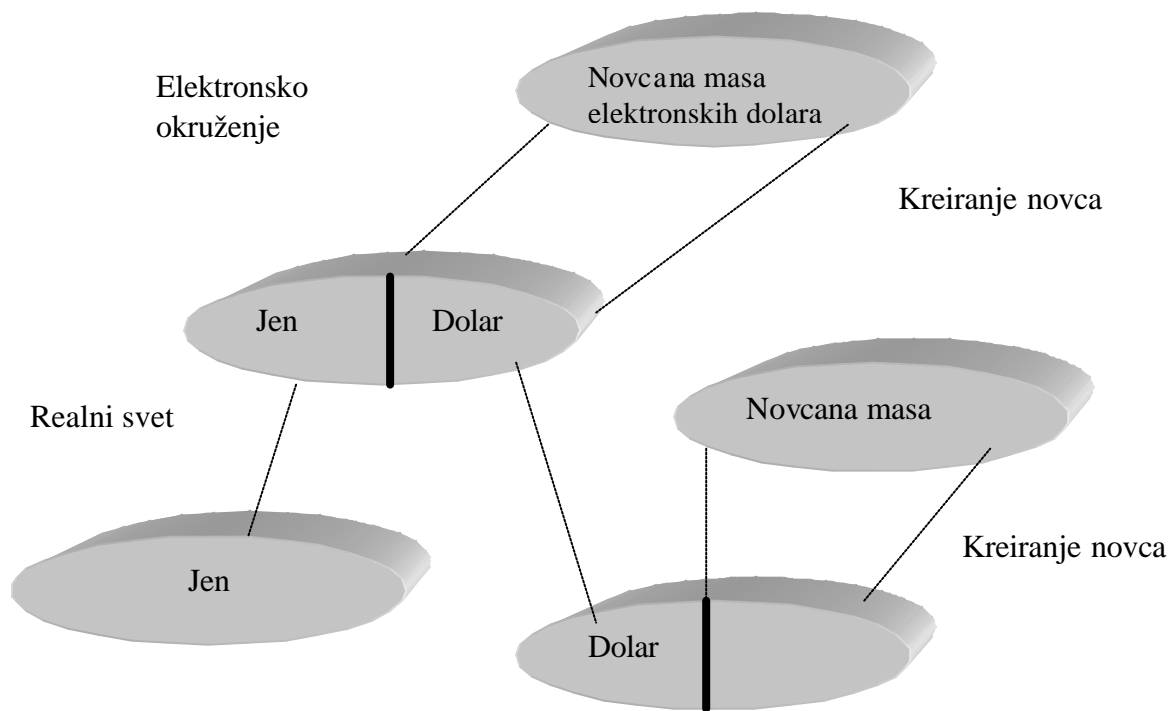 Elektronsko
okruženje
Novcana masa
elektronskih dolara
Kreiranje novca
Jen
Dolar
Realni svet
Novcana masa
Kreiranje novca
Jen
Dolar